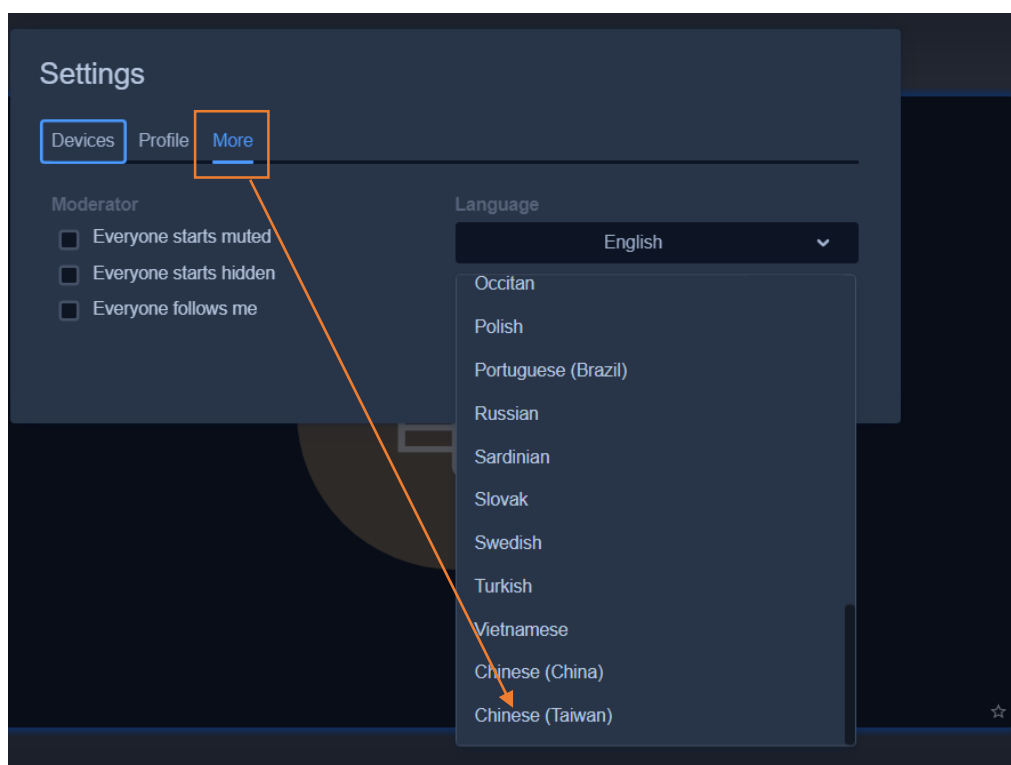 Settings
Devices Profile More
Moderator
Everyone starts muted
Everyone starts hidden
Everyone follows me
Language
English
Occitan
Polish
Portuguese (Brazil)
Russian
Sardinian
Slovak
Swedish
Turkish
Vietnamese
Chinese (China)
Chinese (Taiwan)